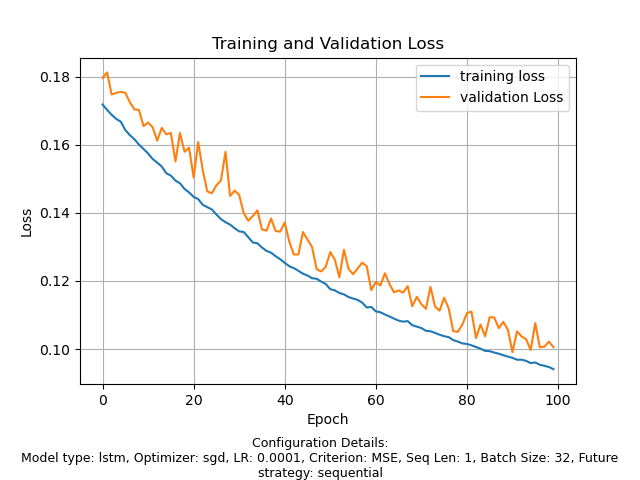 Training and Validation Loss
training loss
validation Loss
0.18
0.16
0.14
0.12
0.10
Loss
0 20 40 60 80 100
Epoch
Configuration Details:
Model type: lstm, Optimizer: sgd, LR: 0.0001, Criterion: MSE, Seq Len: 1, Batch Size: 32, Future
strategy: sequential